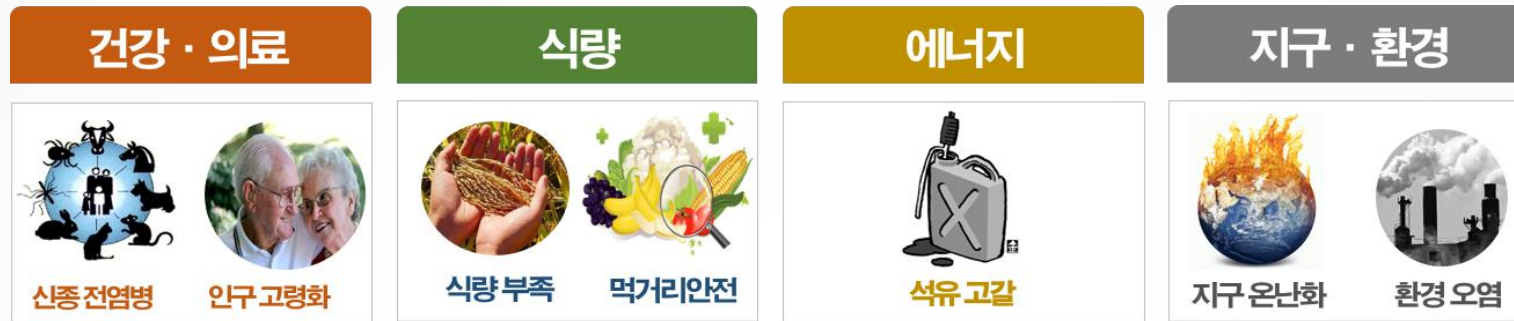 건강 · 의료
식량
에너지
지구 · 환경
신종 전염병
인구 고령화
식량 부족
먹거리안전
석유 고갈
지구 온난화
환경 오염